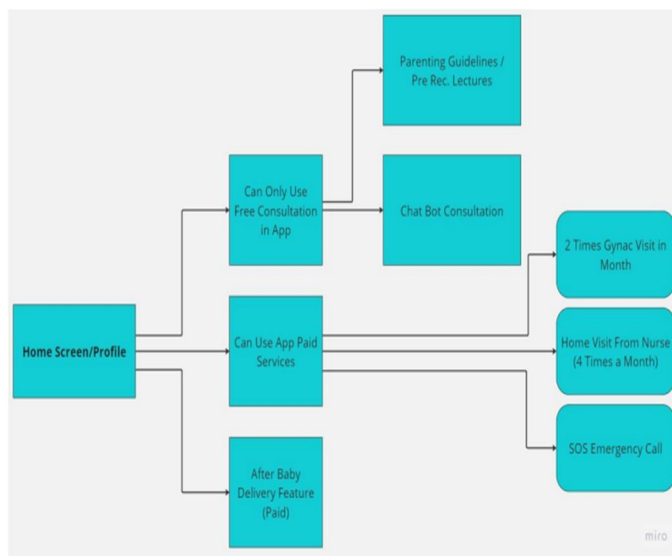 Parenting Guidelines /
Pre Rec. Lectures
Can Only Use
Free Consultation
in App
Chat Bot Consultation
2 Times Gynac Visit in
Month
Home Screen/Profile
Can Use App Paid
Services
Home Visit From Nurse
(4 Times a Month)
After Baby
Delivery Feature
(Paid)
SOS Emergency Call
miro